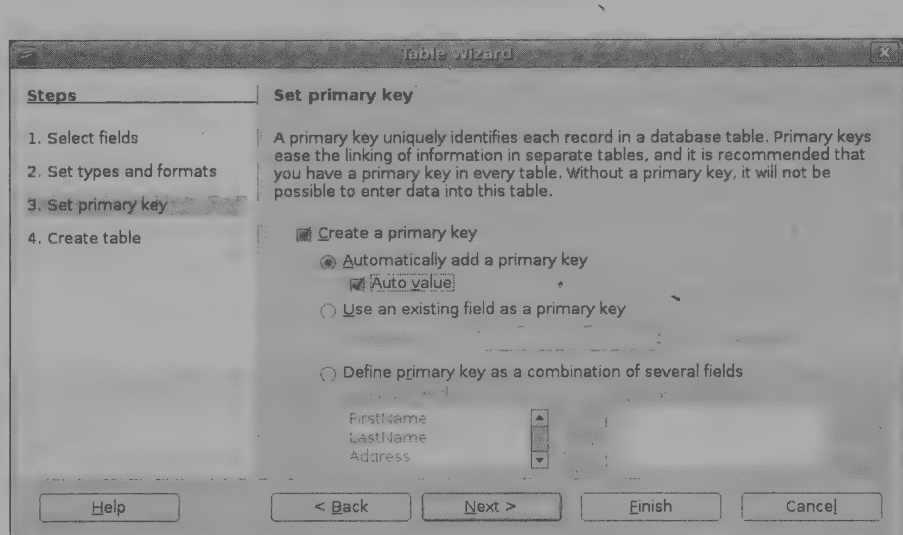 Table Wizard
Steps
1. Select fields
2. Set types and formats
3. Set primary key
4. Create table
Set primary key
A primary key uniquely identifies each record in a database table. Primary keys
ease the linking of information in separate tables, and it is recommended that
you have a primary key in every table. Without a primary key, it will not be
possible to enter data into this table.
Create a primary key
Automatically add a primary key
Auto value
Use an existing field as a primary key
Define primary key as a combination of several fields
FirstName
LastName
Address
Help
< Back
Next >
Finish
Cancel